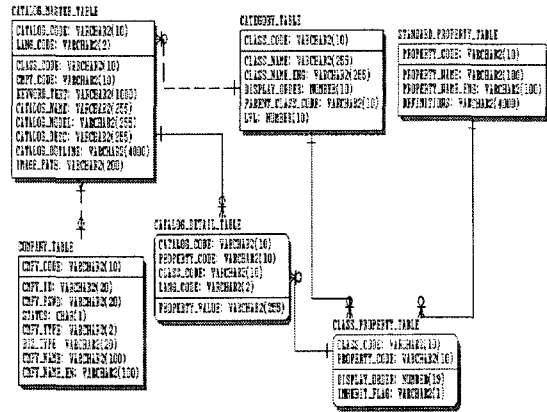 CATALOG_MASTER_TABLE
CATALOG_CODE: VARCHAR2(10)
LANG_CODE: VARCHAR2(2)
CLASS_CODE: VARCHAR2(10)
CMPY_CODE: VARCHAR2(10)
KEYWORD_TEXT: VARCHAR2(1000)
CATALOG_NAME: VARCHAR2(255)
CATALOG_MODEL: VARCHAR2(255)
CATALOG_DESC: VARCHAR2(255)
CATALOG_OUTLINE: VARCHAR2(4000)
IMAGE_PATH: VARCHAR2(200)
CATEGORY_TABLE
CLASS_CODE: VARCHAR2(10)
CLASS_NAME: VARCHAR2(255)
CLASS_NAME_ENG: VARCHAR2(255)
DISPLAY_ORDER: NUMBER(10)
PARENT_CLASS_CODE: VARCHAR2(10)
LVL: NUMBER(10)
STANDARD_PROPERTY_TABLE
PROPERTY_CODE: VARCHAR2(10)
PROPERTY_NAME: VARCHAR2(100)
PROPERTY_NAME_ENG: VARCHAR2(100)
DEFINITIONS: VARCHAR2(4000)
COMPANY_TABLE
CMPY_CODE: VARCHAR2(10)
CMPY_ID: VARCHAR2(20)
CMPY_PSWD: VARCHAR2(20)
STATUS: CHAR(1)
CMPY_TYPE: VARCHAR2(2)
BIZ_TYPE: VARCHAR2(20)
CMPY_NAME: VARCHAR2(100)
CMPY_NAME_EN: VARCHAR2(100)
CATALOG_DETAIL_TABLE
CATALOG_CODE: VARCHAR2(10)
PROPERTY_CODE: VARCHAR2(10)
CLASS_CODE: VARCHAR2(10)
LANG_CODE: VARCHAR2(2)
PROPERTY_VALUE: VARCHAR2(255)
CLASS_PROPERTY_TABLE
CLASS_CODE: VARCHAR2(10)
PROPERTY_CODE: VARCHAR2(10)
DISPLAY_ORDER: NUMBER(19)
INHERIT_FLAG: VARCHAR2(1)